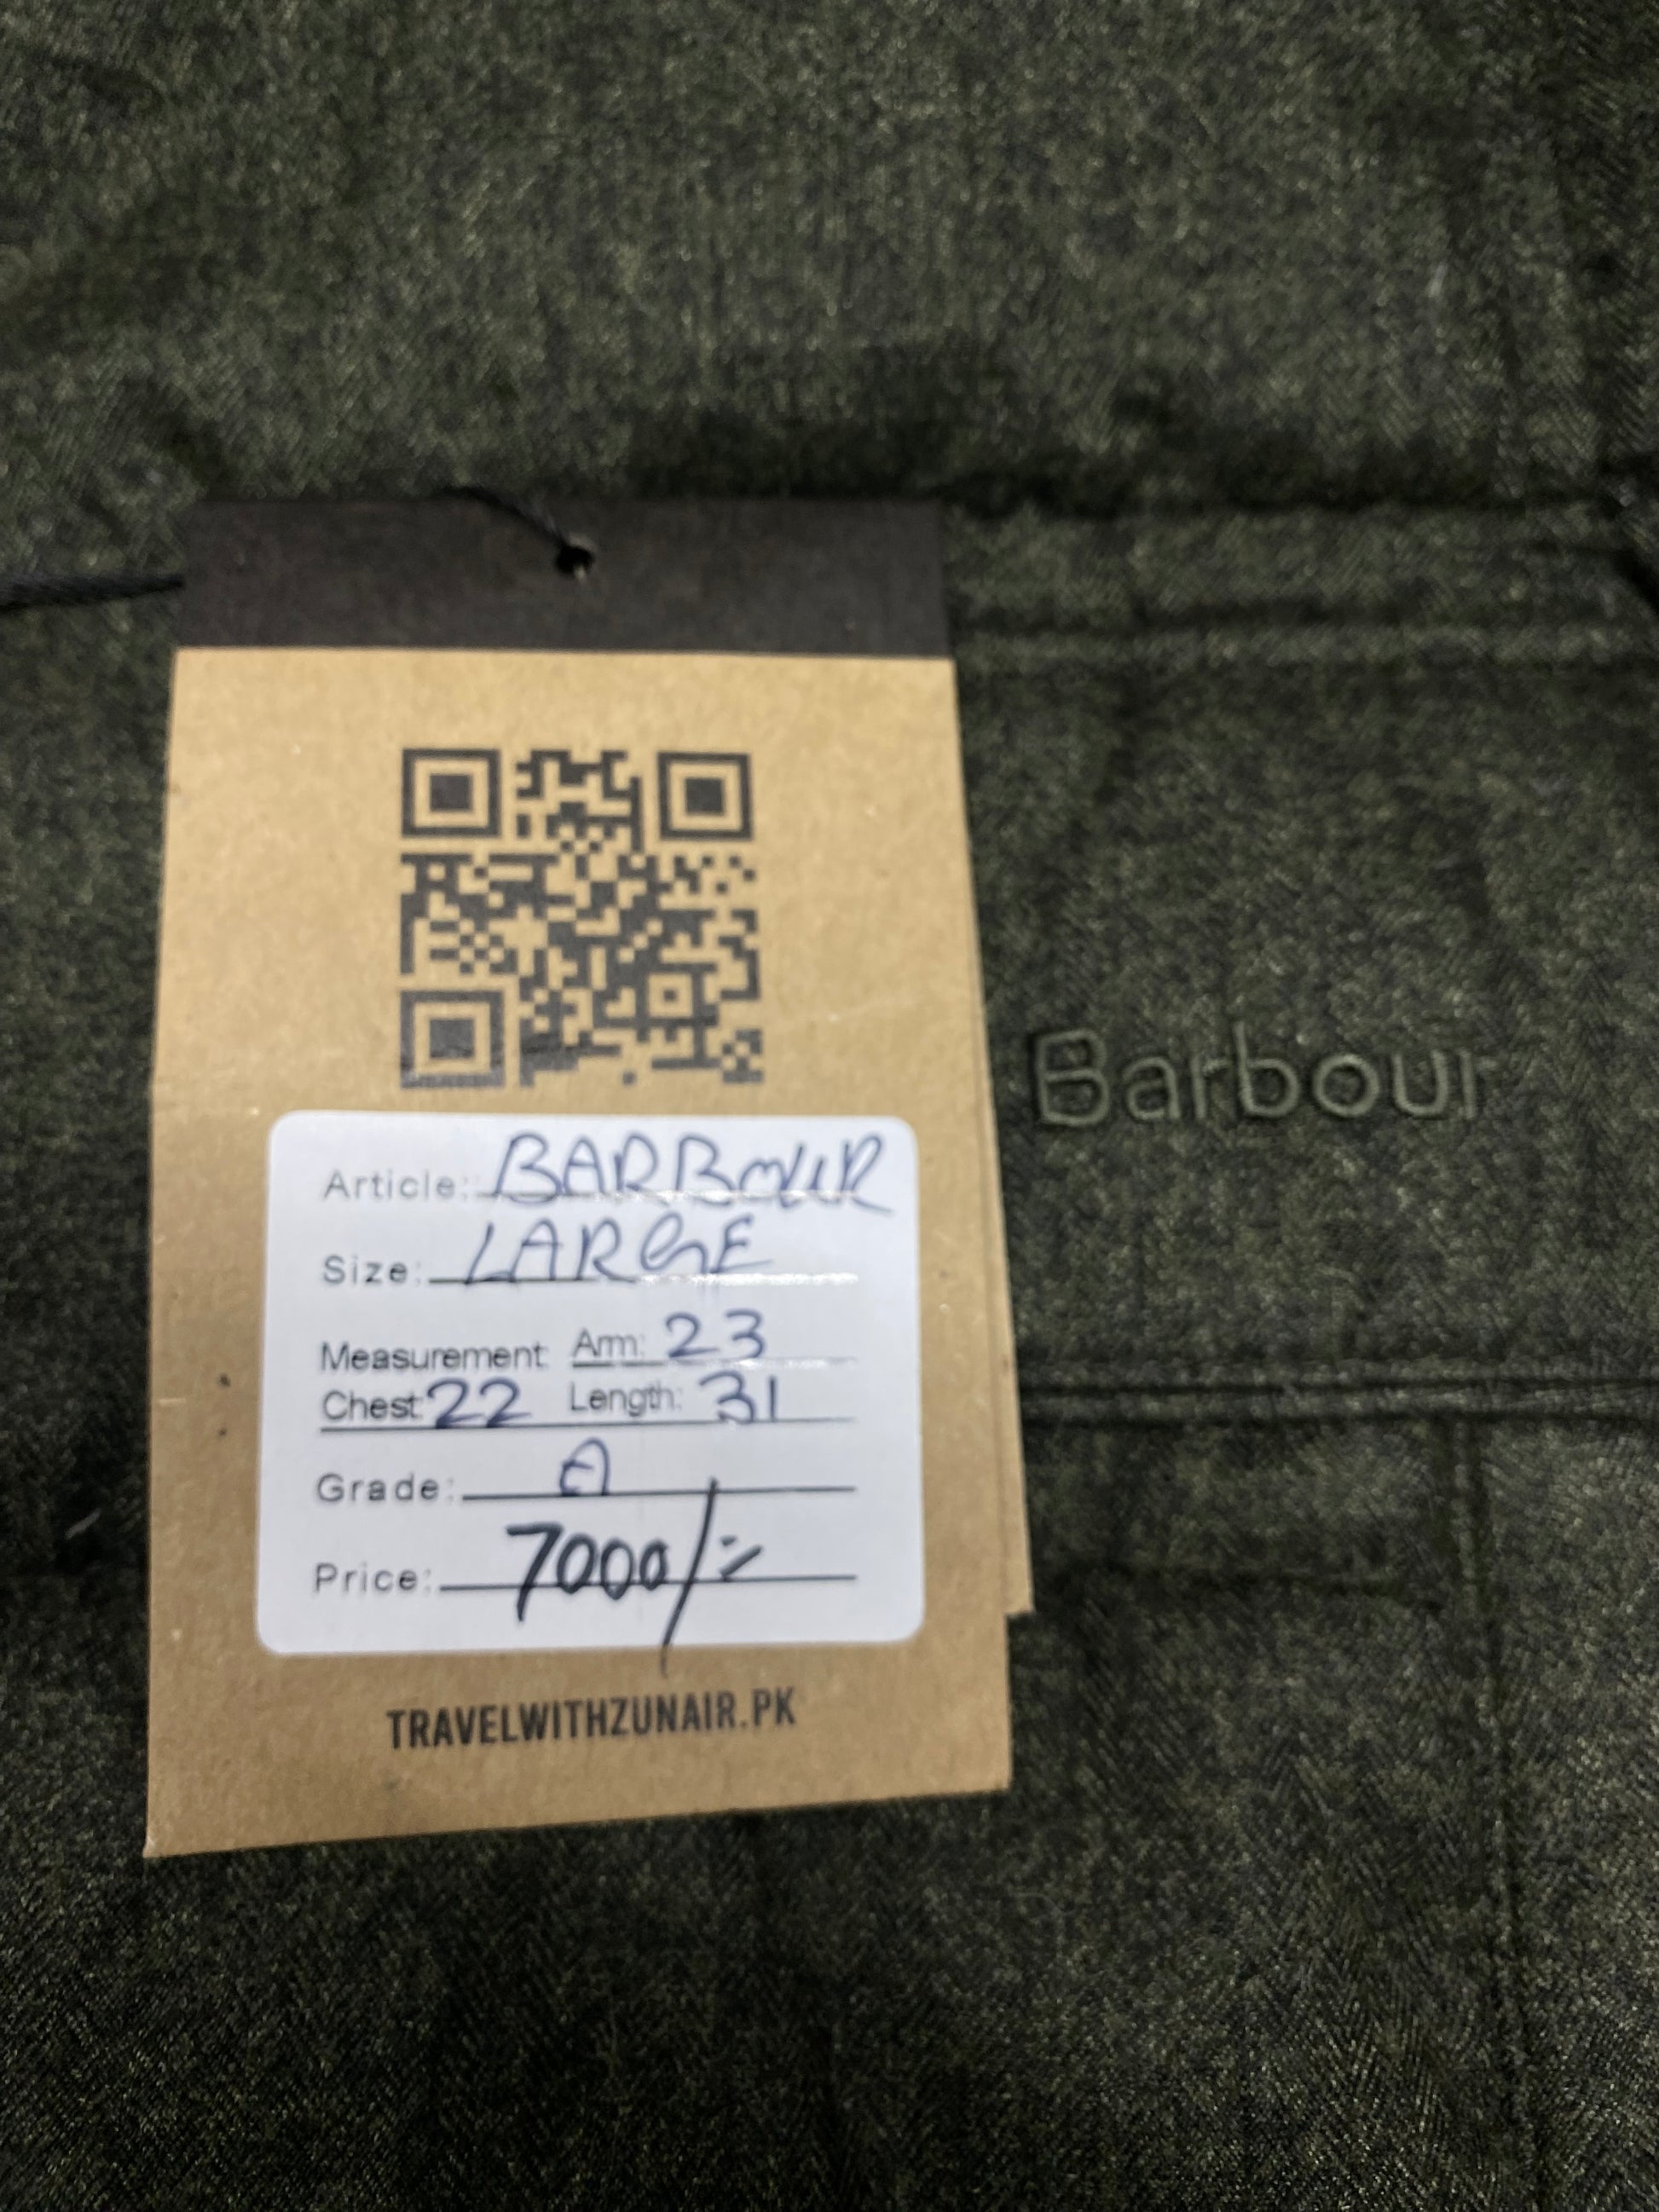 Barbour
Article: BARBOUR
Size: LARGE
Measurement: Arm: 23
Chest: 22 Length: 31
Grade: A
Price: 7000/=
TRAVELWITHZUNAIR.PK